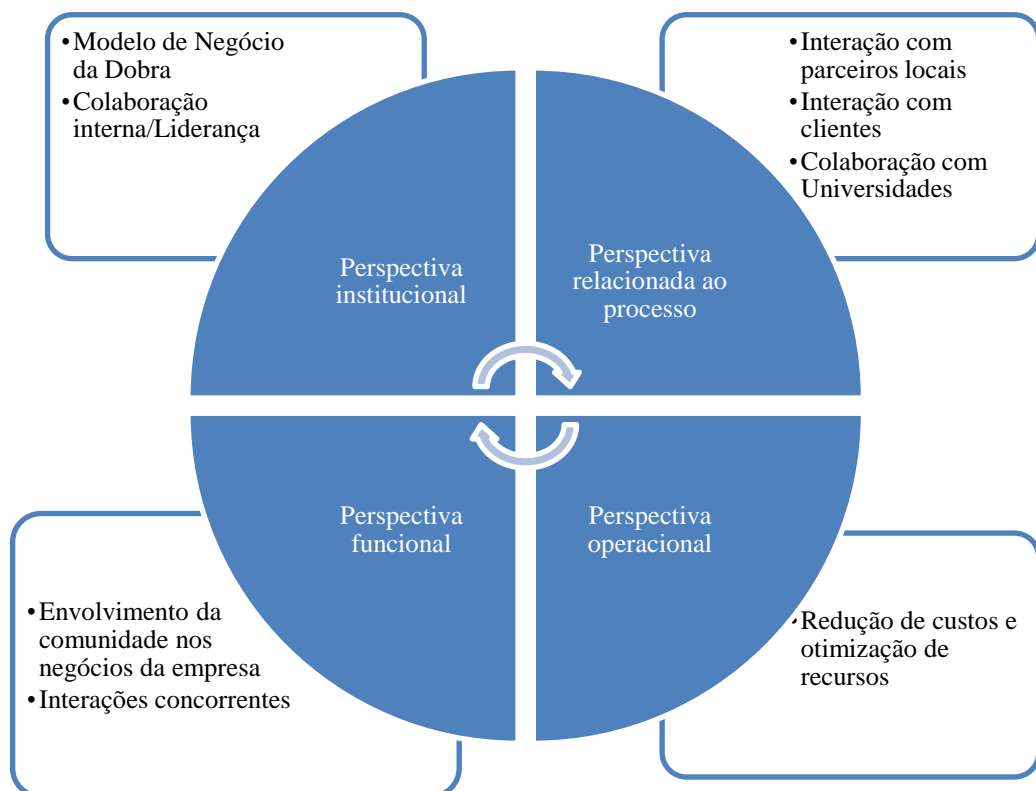 •Modelo de Negócio
da Dobra
•Colaboração
interna/Liderança
•Interação com
parceiros locais
•Interação com
clientes
•Colaboração com
Universidades
Perspectiva
institucional
Perspectiva
relacionada ao
processo
Perspectiva
funcional
Perspectiva
operacional
•Envolvimento da
comunidade nos
negócios da empresa
•Interações concorrentes
•Redução de custos e
otimização de
recursos